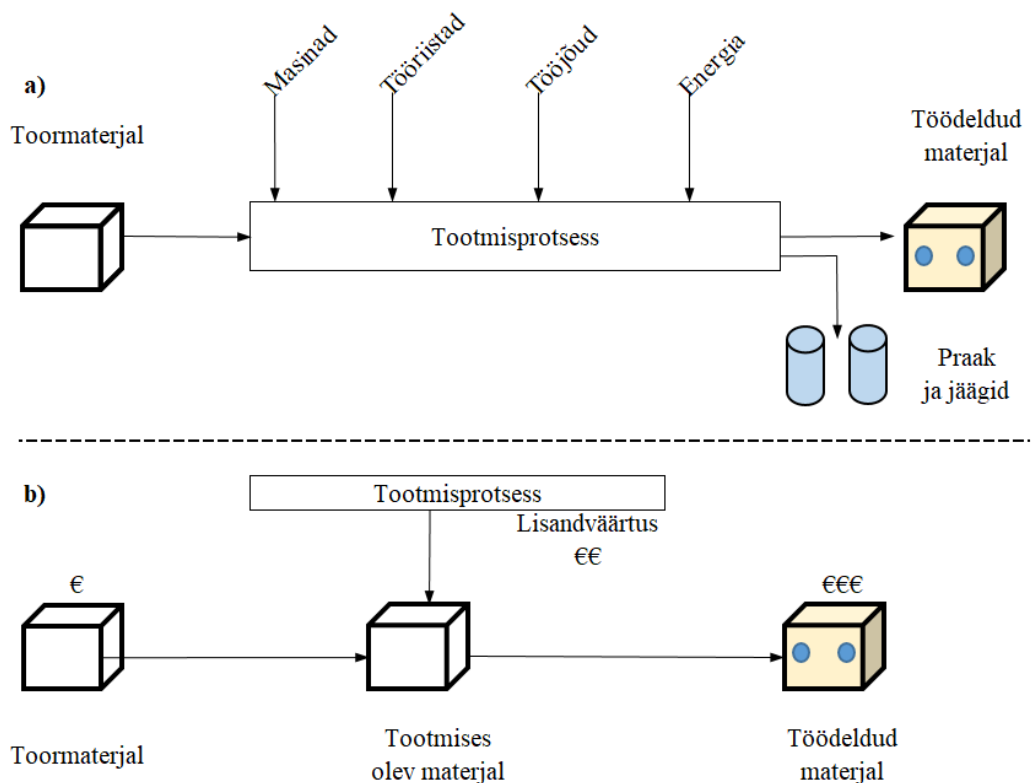 a)
Masinad
Tööriistad
Tööjõud
Energia
Toormaterjal
Töödeldud
materjal
Tootmisprotsess
Praak
ja jäägid
b)
Tootmisprotsess
Lisandväärtus
€€
€
€€€
Toormaterjal
Tootmises
olev materjal
Töödeldud
materjal